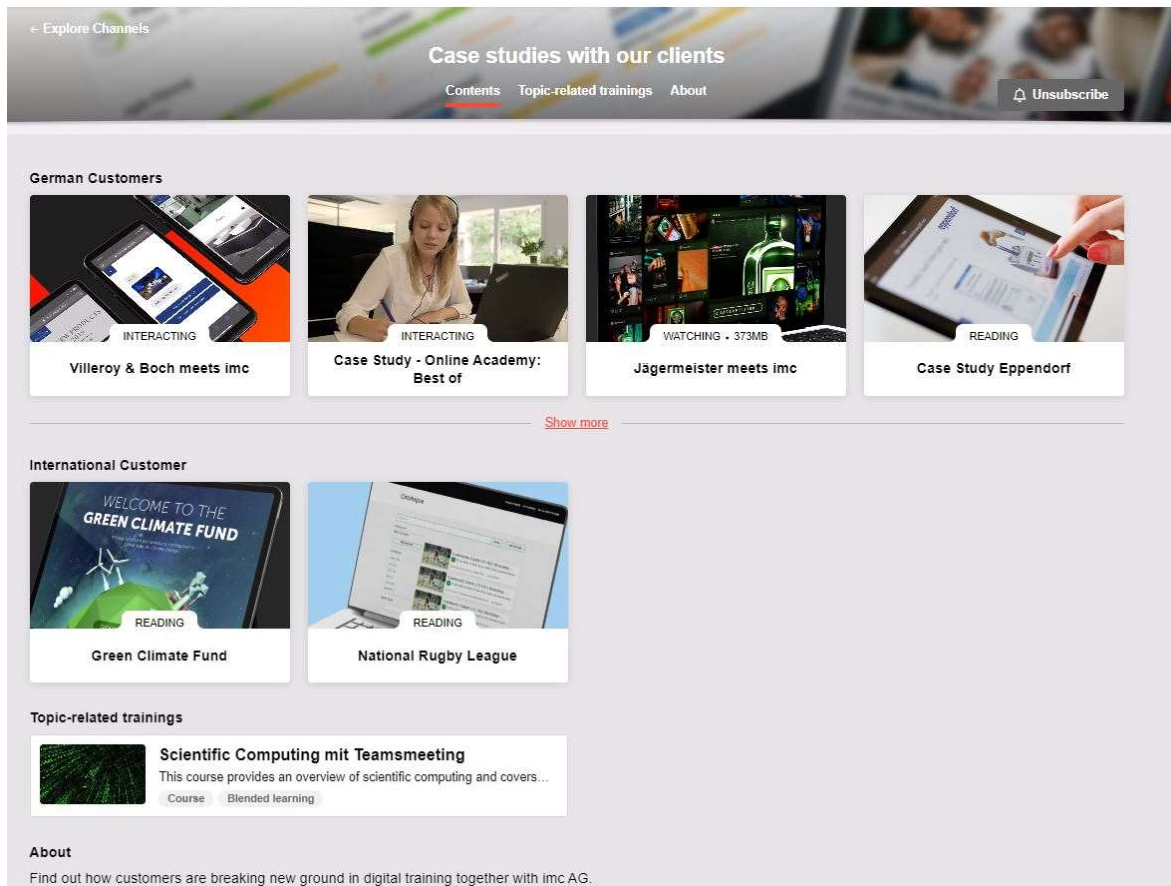 ← Explore Channels
Case studies with our clients
Contents Topic-related trainings About
Unsubscribe
German Customers
INTERACTING
Villeroy & Boch meets imc
INTERACTING
Case Study - Online Academy:
Best of
WATCHING • 373MB
Jägermeister meets imc
eppendorf
READING
Case Study Eppendorf
Show more
International Customer
WELCOME TO THE
GREEN CLIMATE FUND
READING
Green Climate Fund
Catalogue
READING
National Rugby League
Topic-related trainings
Scientific Computing mit Teamsmeeting
This course provides an overview of scientific computing and covers...
Course Blended learning
About
Find out how customers are breaking new ground in digital training together with imc AG.